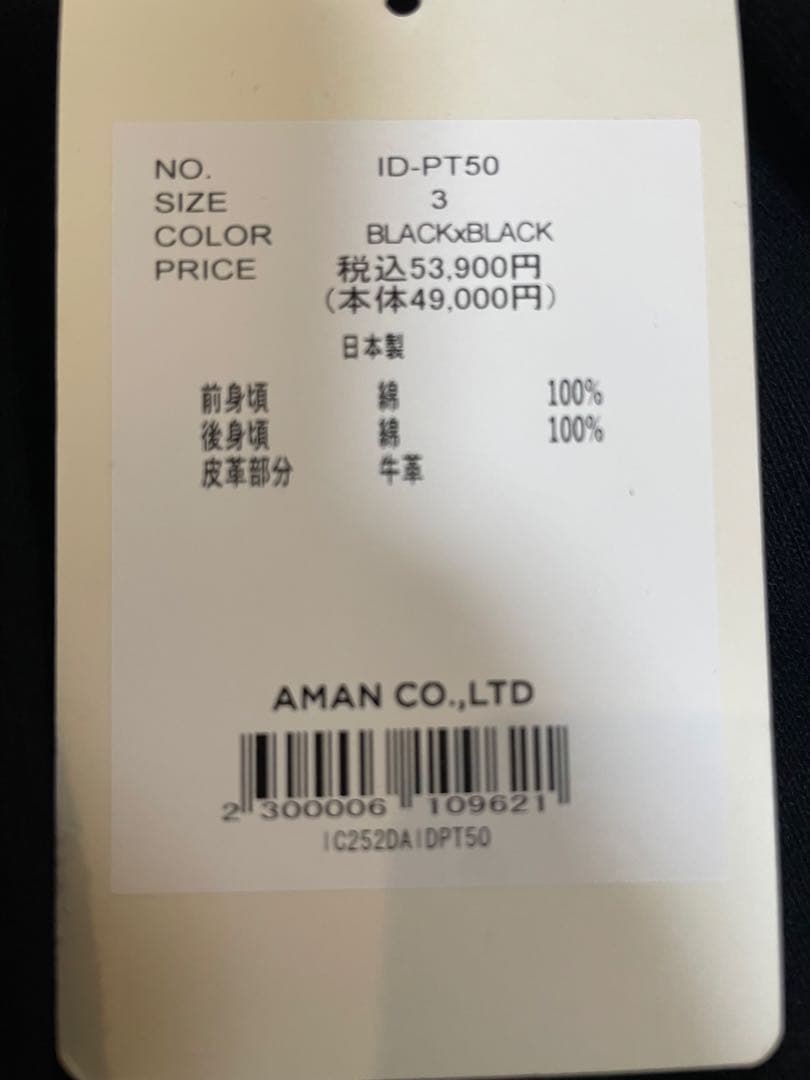 NO. ID-PT50
SIZE 3
COLOR BLACKxBLACK
PRICE 税込53,900円
(本体49,000円)
日本製
前身頃 綿 100%
後身頃 綿 100%
皮革部分 牛革
AMAN CO.,LTD
2 300006 109621
IC252DAIDPT50